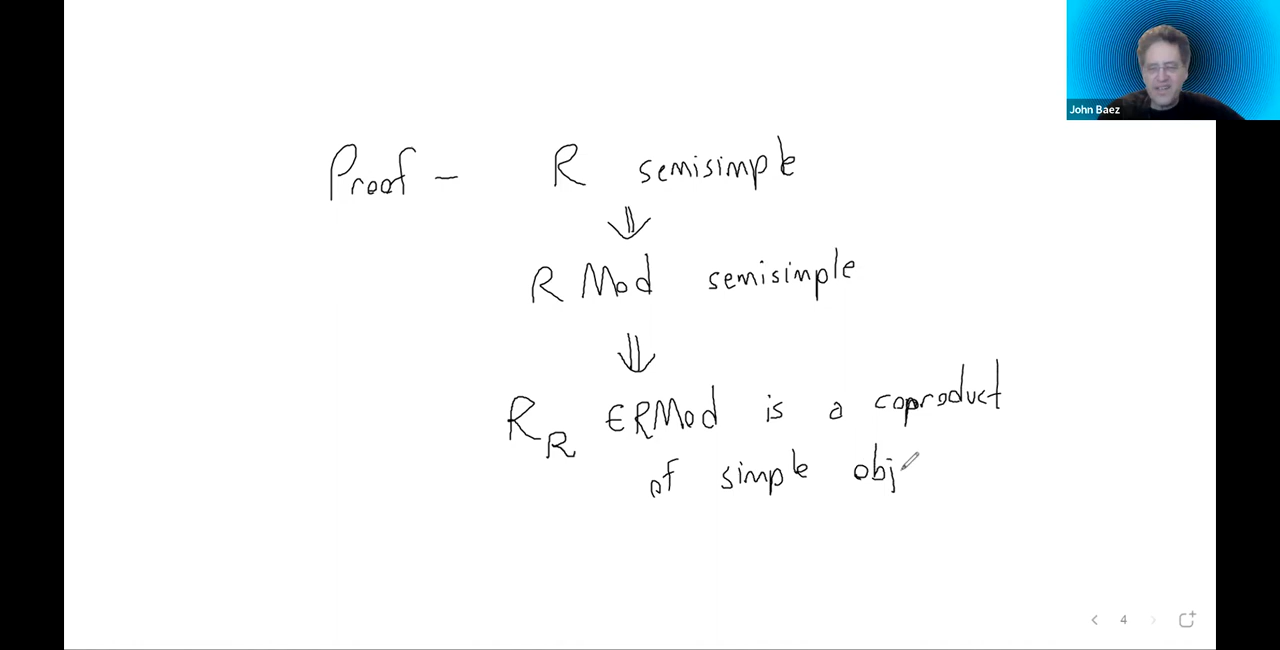 John Baez
Proof - R semisimple
⇓
R Mod semisimple
⇓
R_R ∈ RMod is a coproduct
of simple obj
< 4 >